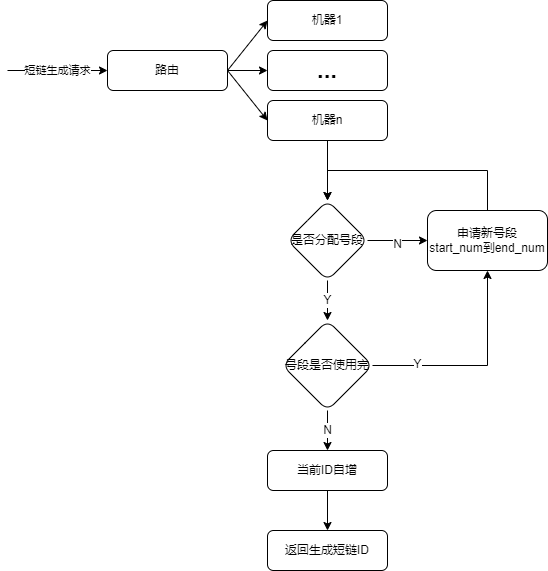 机器1
短链生成请求
路由
...
机器n
是否分配号段
N
申请新号段
start_num到end_num
Y
号段是否使用完
Y
N
当前ID自增
返回生成短链ID